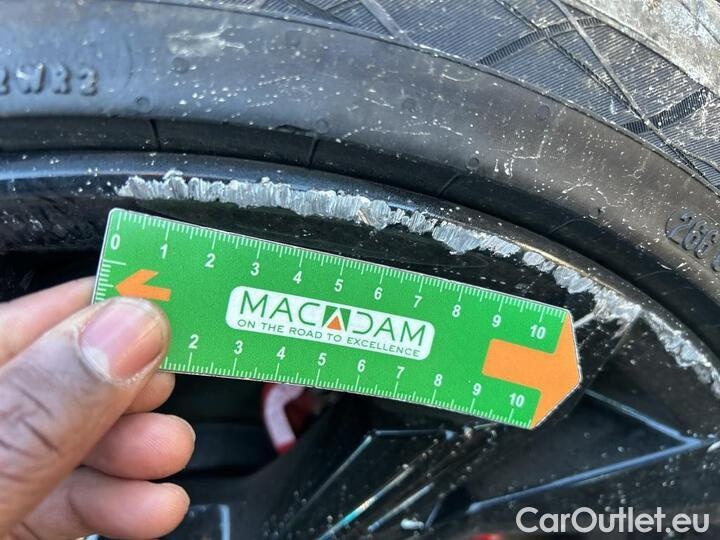 2WR2
0 1 2 3 4 5 6 7 8 9 10
MACADAM
ON THE ROAD TO EXCELLENCE
2 3 4 5 6 7 8 9 10
CarOutlet.eu